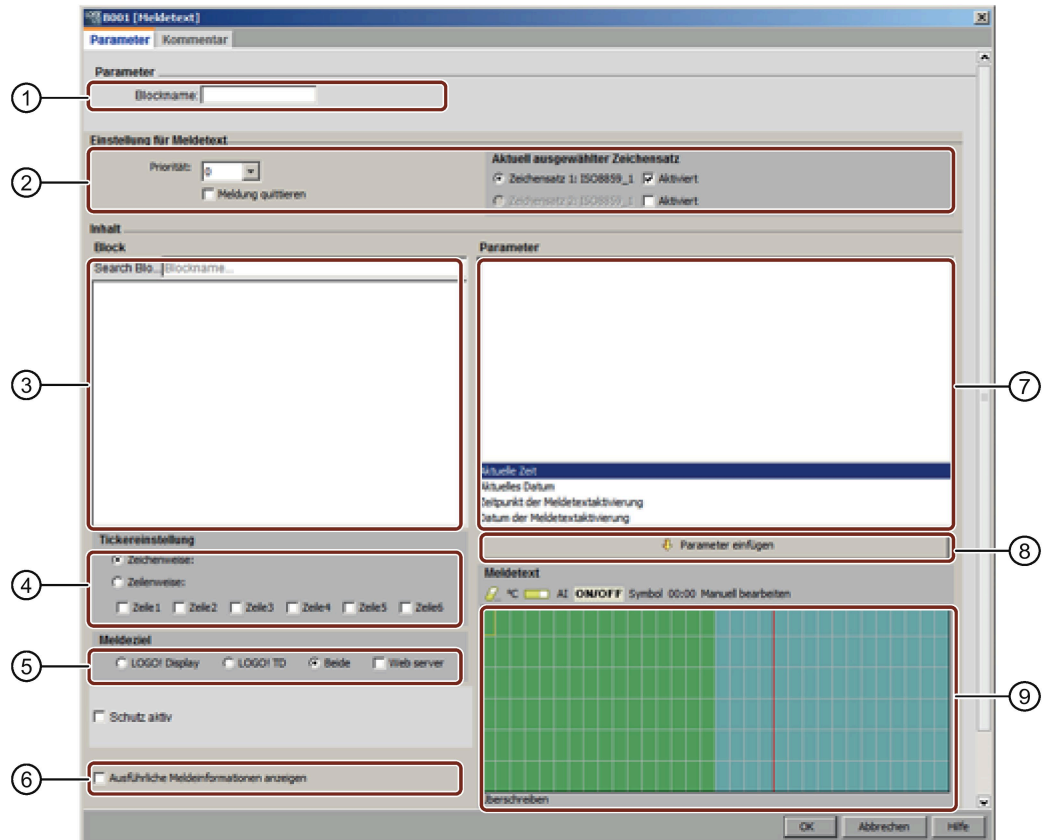 B001 [Meldetext]
Parameter Kommentar
Parameter
1
Blockname:
Einstellung für Meldetext
2
Priorität: 0
Meldung quittieren
Aktuell ausgewählter Zeichensatz
Zeichensatz 1: ISO8859_1 Aktiviert
Zeichensatz 2: ISO8859_1 Aktiviert
Inhalt
Block
Search Blo... Blockname...
3
Parameter
7
Aktuelle Zeit
Aktuelles Datum
Zeitpunkt der Meldetextaktivierung
Datum der Meldetextaktivierung
Tickereinstellung
4
Zeichenweise:
Zeilenweise:
Zeile1 Zeile2 Zeile3 Zeile4 Zeile5 Zeile6
Parameter einfügen
8
Meldetext
°C AI ON/OFF Symbol 00:00 Manuell bearbeiten
9
Überschreiben
Meldeziel
5
LOGO! Display LOGO! TD Beide Web server
Schutz aktiv
6
Ausführliche Meldeinformationen anzeigen
OK Abbrechen Hilfe